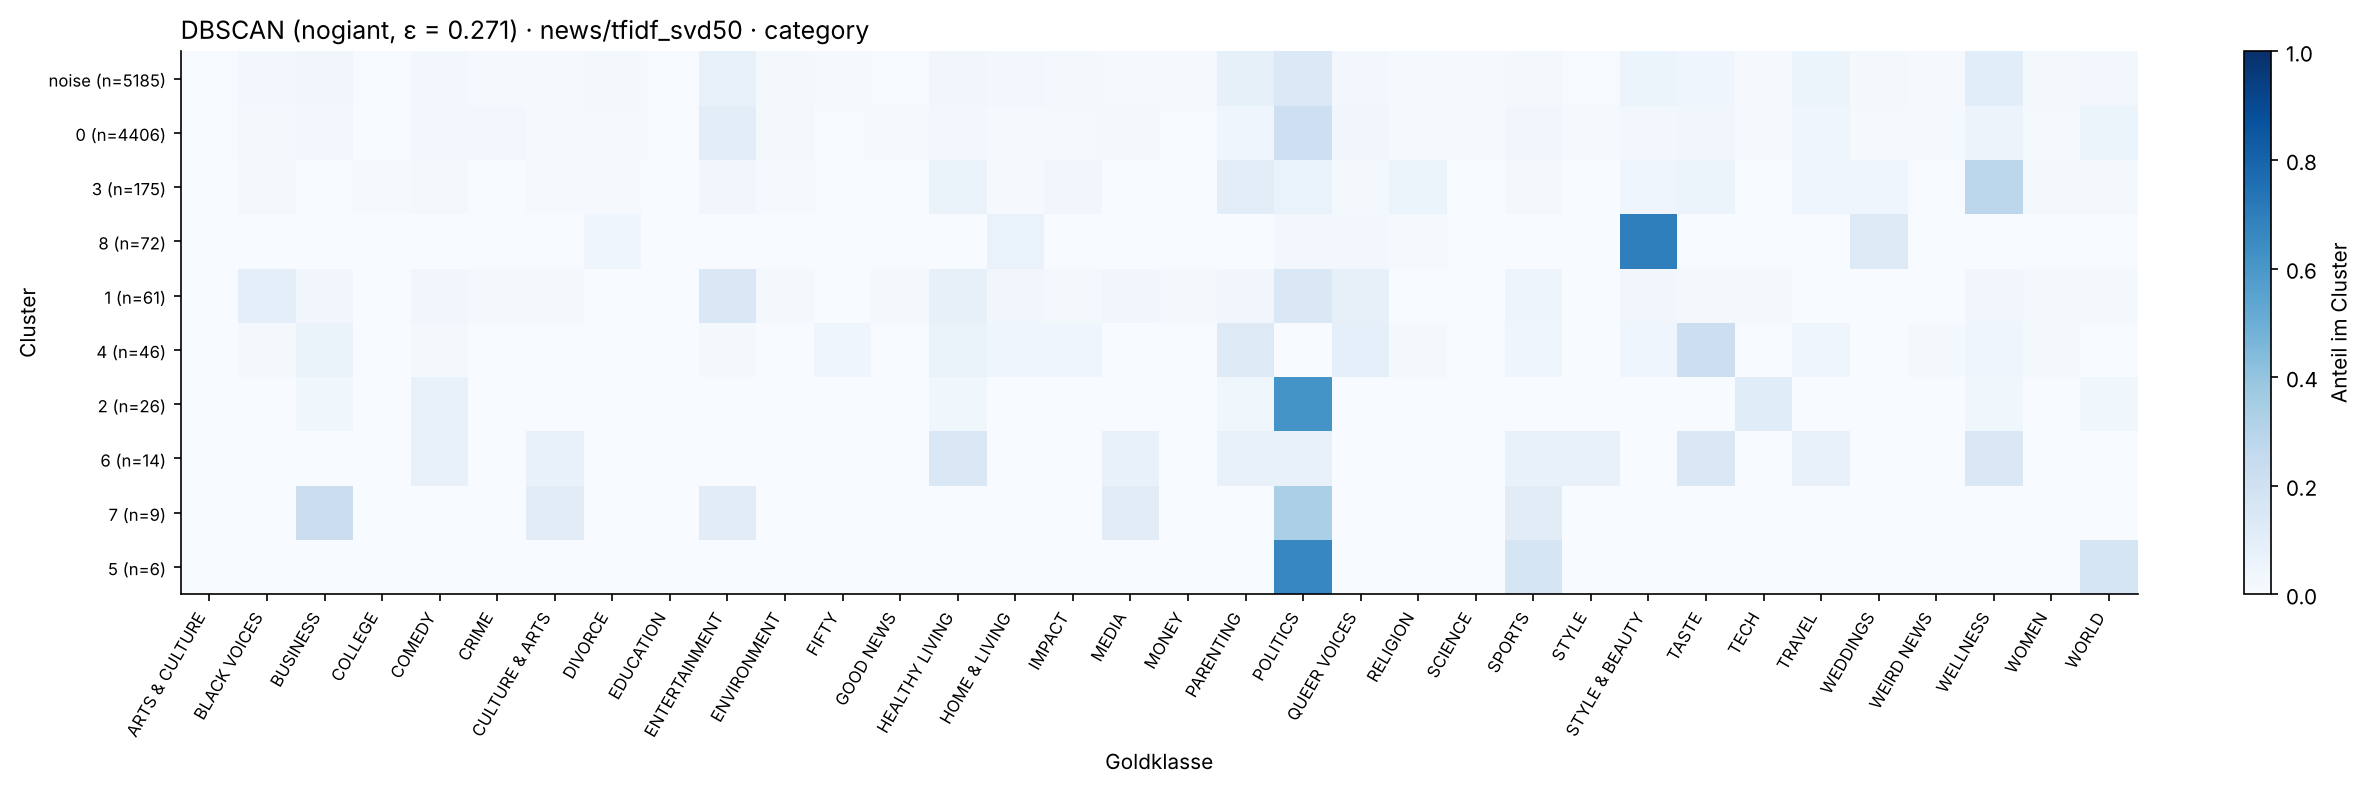 DBSCAN (nogiant, ε = 0.271) · news/tfidf_svd50 · category
Cluster
noise (n=5185)
0 (n=4406)
3 (n=175)
8 (n=72)
1 (n=61)
4 (n=46)
2 (n=26)
6 (n=14)
7 (n=9)
5 (n=6)
ARTS & CULTURE
BLACK VOICES
BUSINESS
COLLEGE
COMEDY
CRIME
CULTURE & ARTS
DIVORCE
EDUCATION
ENTERTAINMENT
ENVIRONMENT
FIFTY
GOOD NEWS
HEALTHY LIVING
HOME & LIVING
IMPACT
MEDIA
MONEY
PARENTING
POLITICS
QUEER VOICES
RELIGION
SCIENCE
SPORTS
STYLE
STYLE & BEAUTY
TASTE
TECH
TRAVEL
WEDDINGS
WEIRD NEWS
WELLNESS
WOMEN
WORLD
Goldklasse
1.0
0.8
0.6
0.4
0.2
0.0
Anteil im Cluster